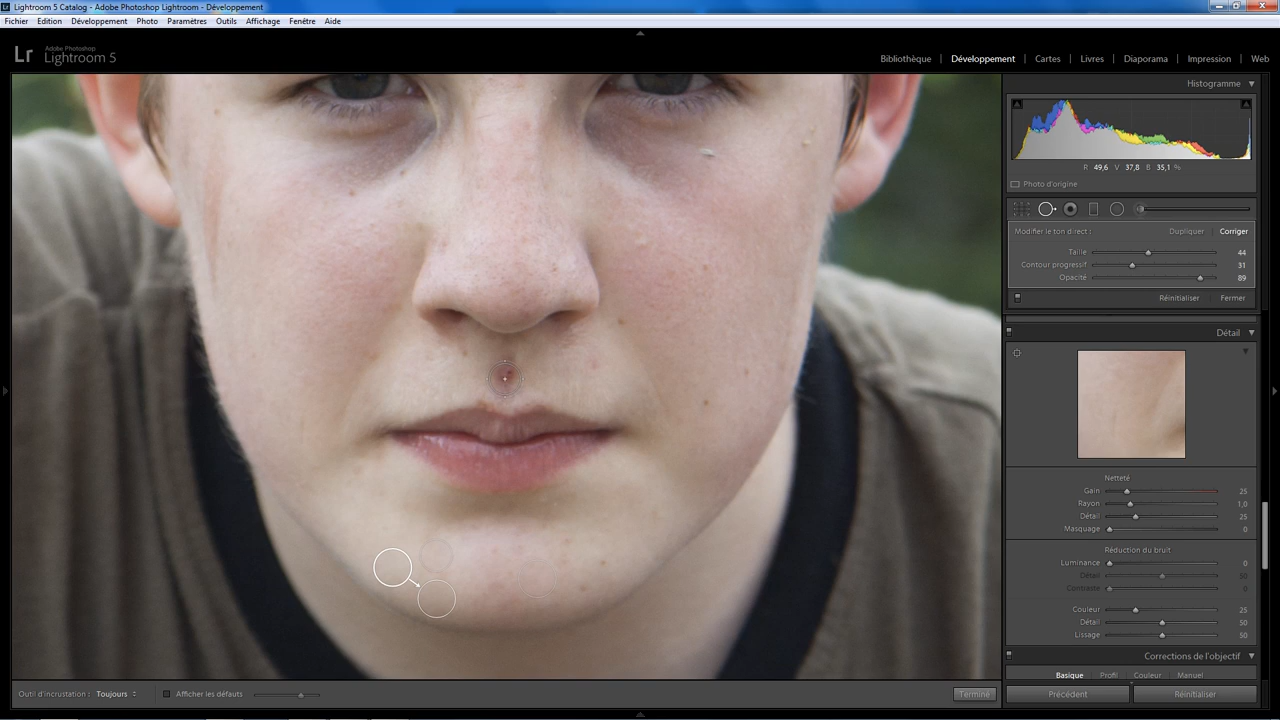 Lightroom 5 Catalog - Adobe Photoshop Lightroom - Développement
Fichier Edition Développement Photo Paramètres Outils Affichage Fenêtre Aide
Lr Adobe Photoshop
Lightroom 5
Bibliothèque | Développement | Cartes | Livres | Diaporama | Impression | Web
Histogramme
R 49,6 V 37,8 B 35,1 %
Photo d'origine
Modifier le ton direct : Dupliquer Corriger
Taille 44
Contour progressif 31
Opacité 89
Réinitialiser Fermer
Détail
Netteté
Gain 25
Rayon 1,0
Détail 25
Masquage 0
Réduction du bruit
Luminance 0
Détail 50
Contraste 0
Couleur 25
Détail 50
Lissage 50
Corrections de l'objectif
Basique Profil Couleur Manuel
Outil d'incrustation : Toujours Afficher les défauts Terminé
Précédent Réinitialiser